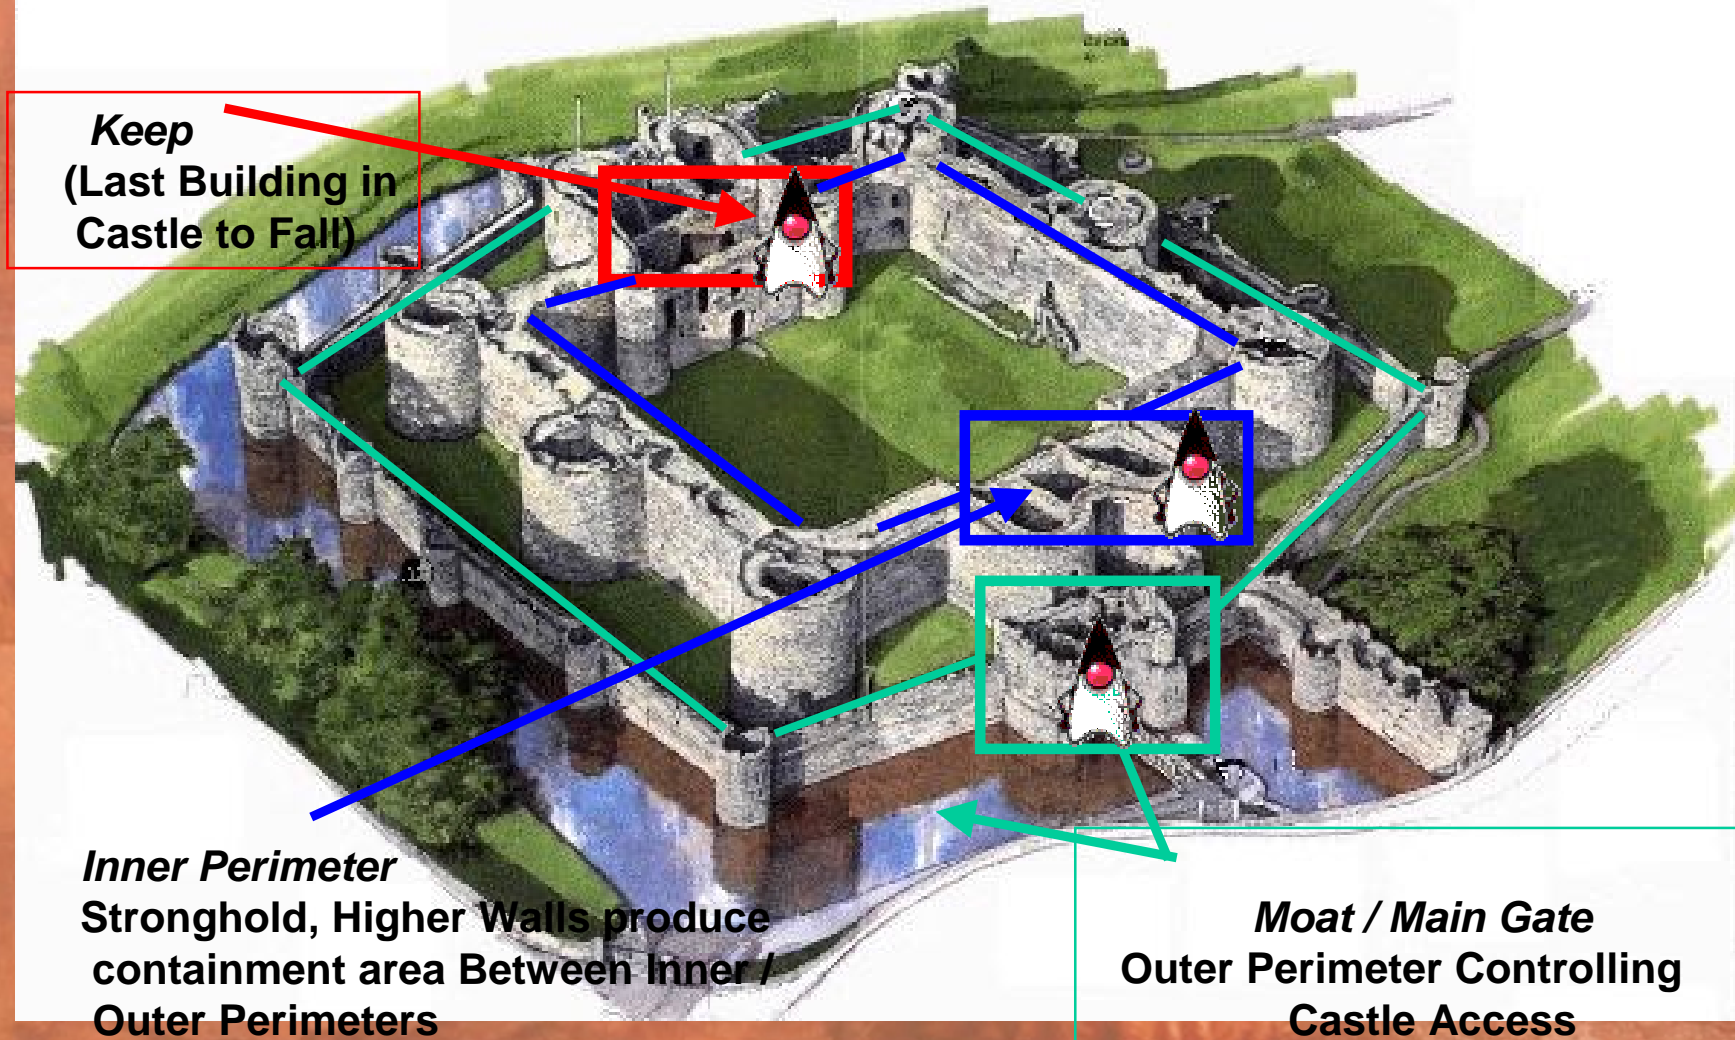 Keep
(Last Building in
Castle to Fall)
Inner Perimeter
Stronghold, Higher Walls produce
containment area Between Inner /
Outer Perimeters
Moat / Main Gate
Outer Perimeter Controlling
Castle Access